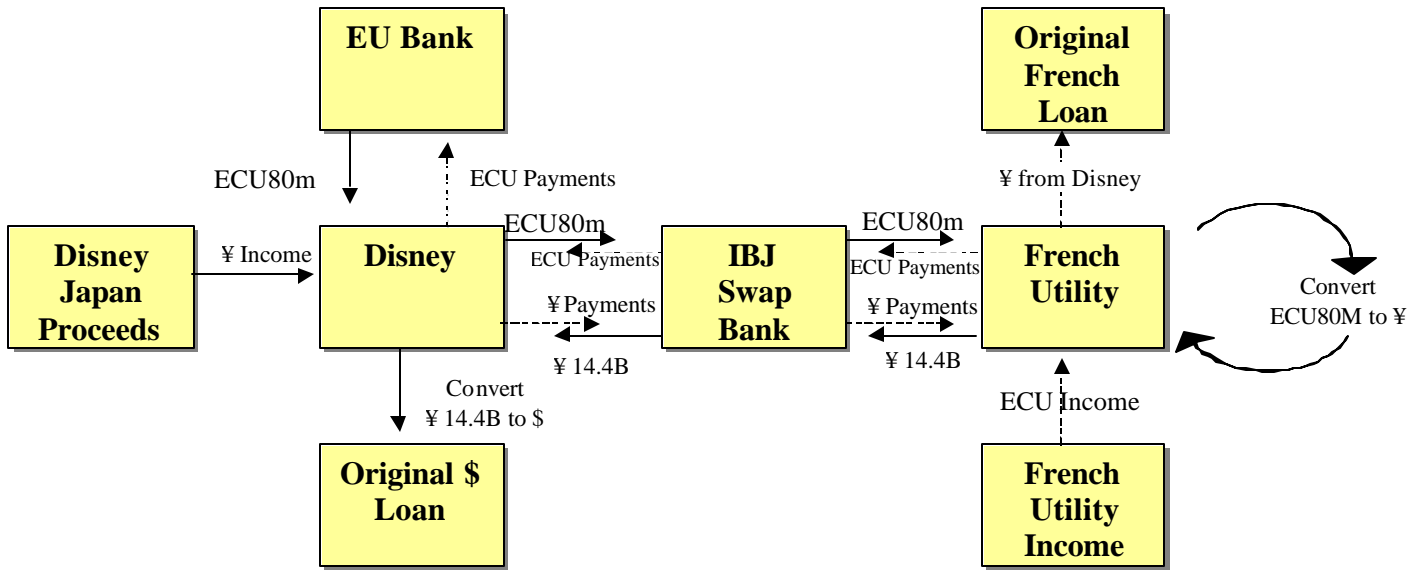 EU Bank
Original
French
Loan
ECU80m
ECU Payments
¥ from Disney
Disney
Japan
Proceeds
¥ Income
Disney
ECU80m
ECU Payments
¥ Payments
¥ 14.4B
IBJ
Swap
Bank
ECU80m
ECU Payments
¥ Payments
¥ 14.4B
French
Utility
Convert
ECU80M to ¥
Convert
¥ 14.4B to $
ECU Income
Original $
Loan
French
Utility
Income